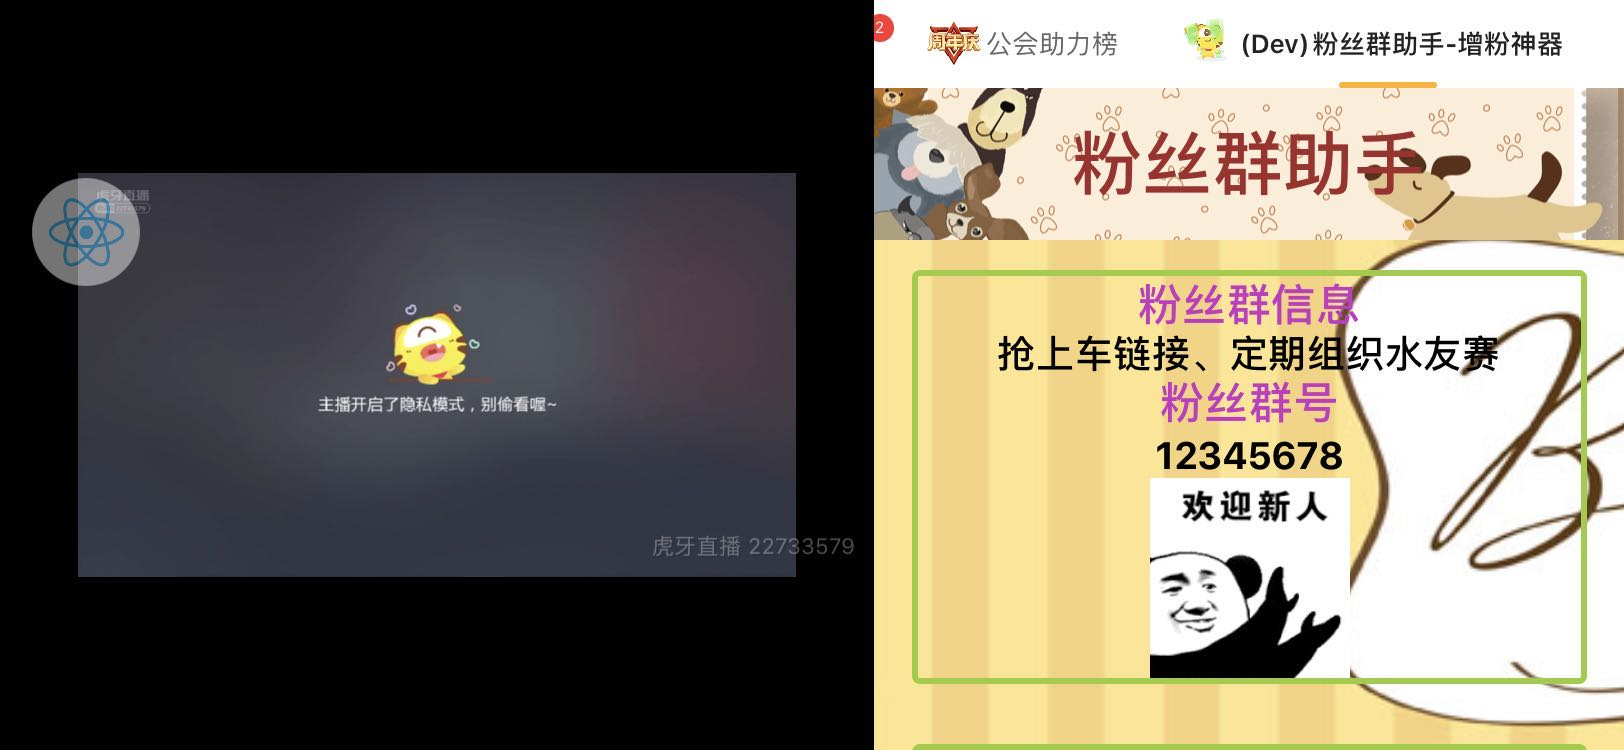 虎牙直播
主播开启了隐私模式，别偷看喔~
虎牙直播 22733579
2
周年庆 公会助力榜
(Dev)粉丝群助手-增粉神器
粉丝群助手
粉丝群信息
抢上车链接、定期组织水友赛
粉丝群号
12345678
欢迎新人